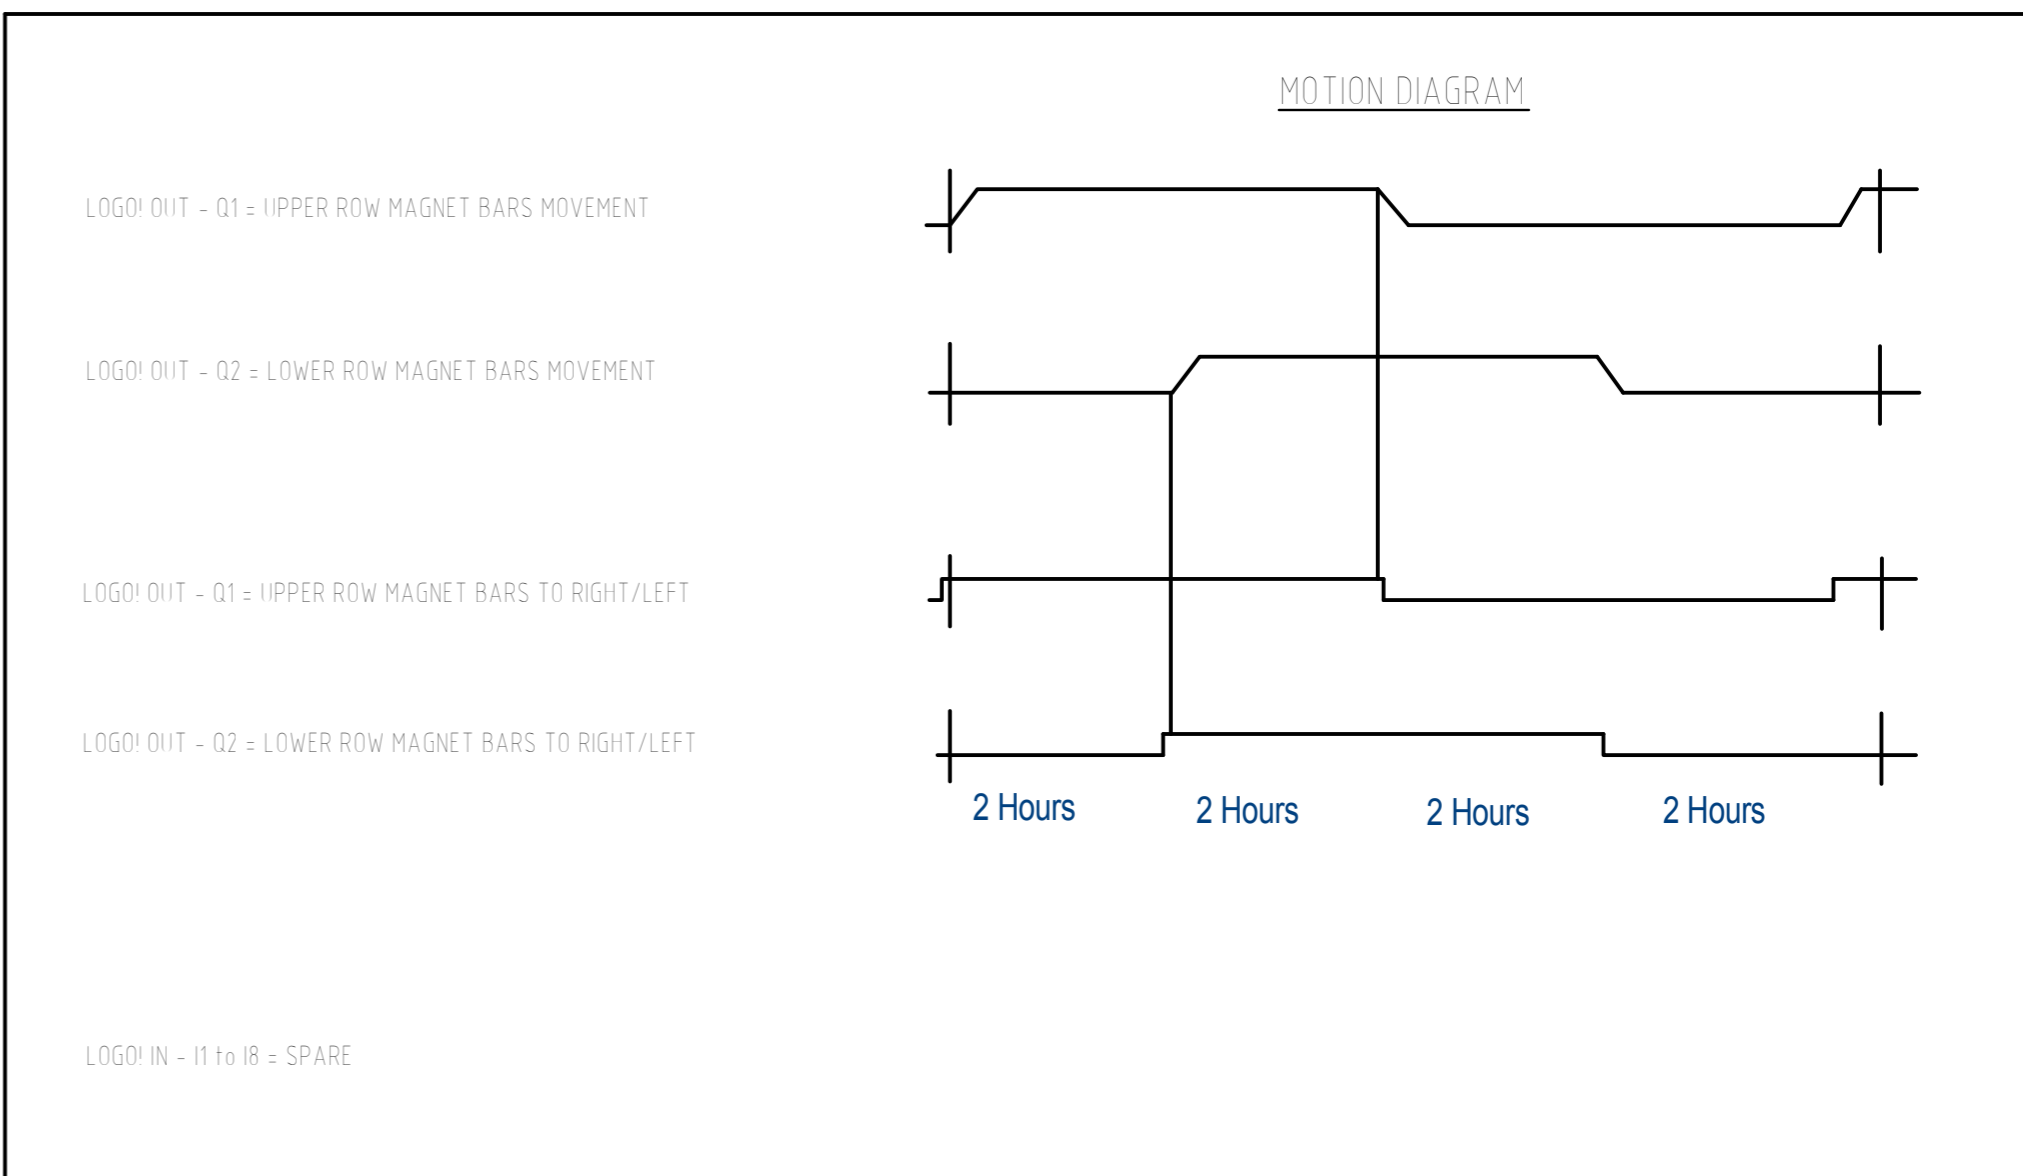 MOTION DIAGRAM
LOGO! OUT - Q1 = UPPER ROW MAGNET BARS MOVEMENT
LOGO! OUT - Q2 = LOWER ROW MAGNET BARS MOVEMENT
LOGO! OUT - Q1 = UPPER ROW MAGNET BARS TO RIGHT/LEFT
LOGO! OUT - Q2 = LOWER ROW MAGNET BARS TO RIGHT/LEFT
2 Hours 2 Hours 2 Hours 2 Hours
LOGO! IN - I1 to I8 = SPARE